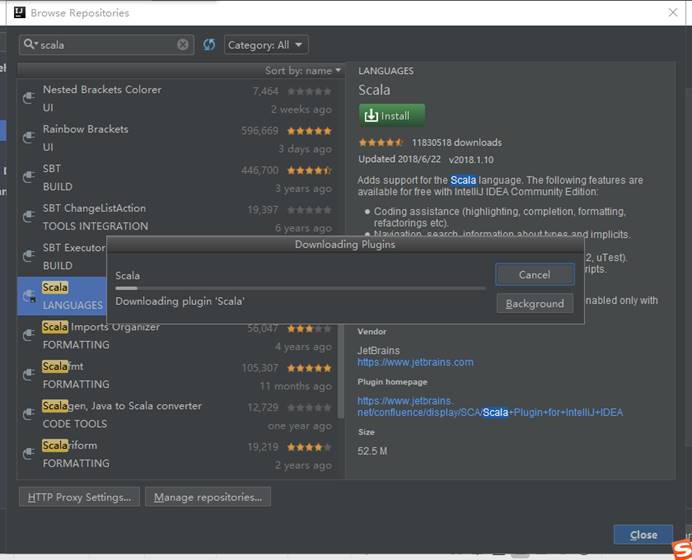 Browse Repositories
scala
Category: All
Sort by: name
Nested Brackets Colorer 7,464
UI 2 weeks ago
Rainbow Brackets 596,669
UI 3 days ago
SBT 446,700
BUILD 3 years ago
SBT ChangeListAction 19,397
TOOLS INTEGRATION 6 years ago
SBT Executor
BUILD
Scala
LANGUAGES
Scala Imports Organizer 56,047
FORMATTING 4 years ago
Scalafmt 105,307
FORMATTING 11 months ago
Scalagen, Java to Scala converter 12,729
CODE TOOLS one year ago
Scalariform 19,219
FORMATTING 2 years ago
HTTP Proxy Settings...
Manage repositories...
LANGUAGES
Scala
Install
11830518 downloads
Updated 2018/6/22 v2018.1.10
Adds support for the Scala language. The following features are
available for free with IntelliJ IDEA Community Edition:
Coding assistance (highlighting, completion, formatting,
refactorings etc).
Navigation, search, information about types and implicits.
2, uTest).
ripts.
nabled only with
Vendor
JetBrains
https://www.jetbrains.com
Plugin homepage
https://www.jetbrains.
net/confluence/display/SCA/Scala+Plugin+for+IntelliJ+IDEA
Size
52.5 M
Downloading Plugins
Scala
Downloading plugin 'Scala'
Cancel
Background
Close